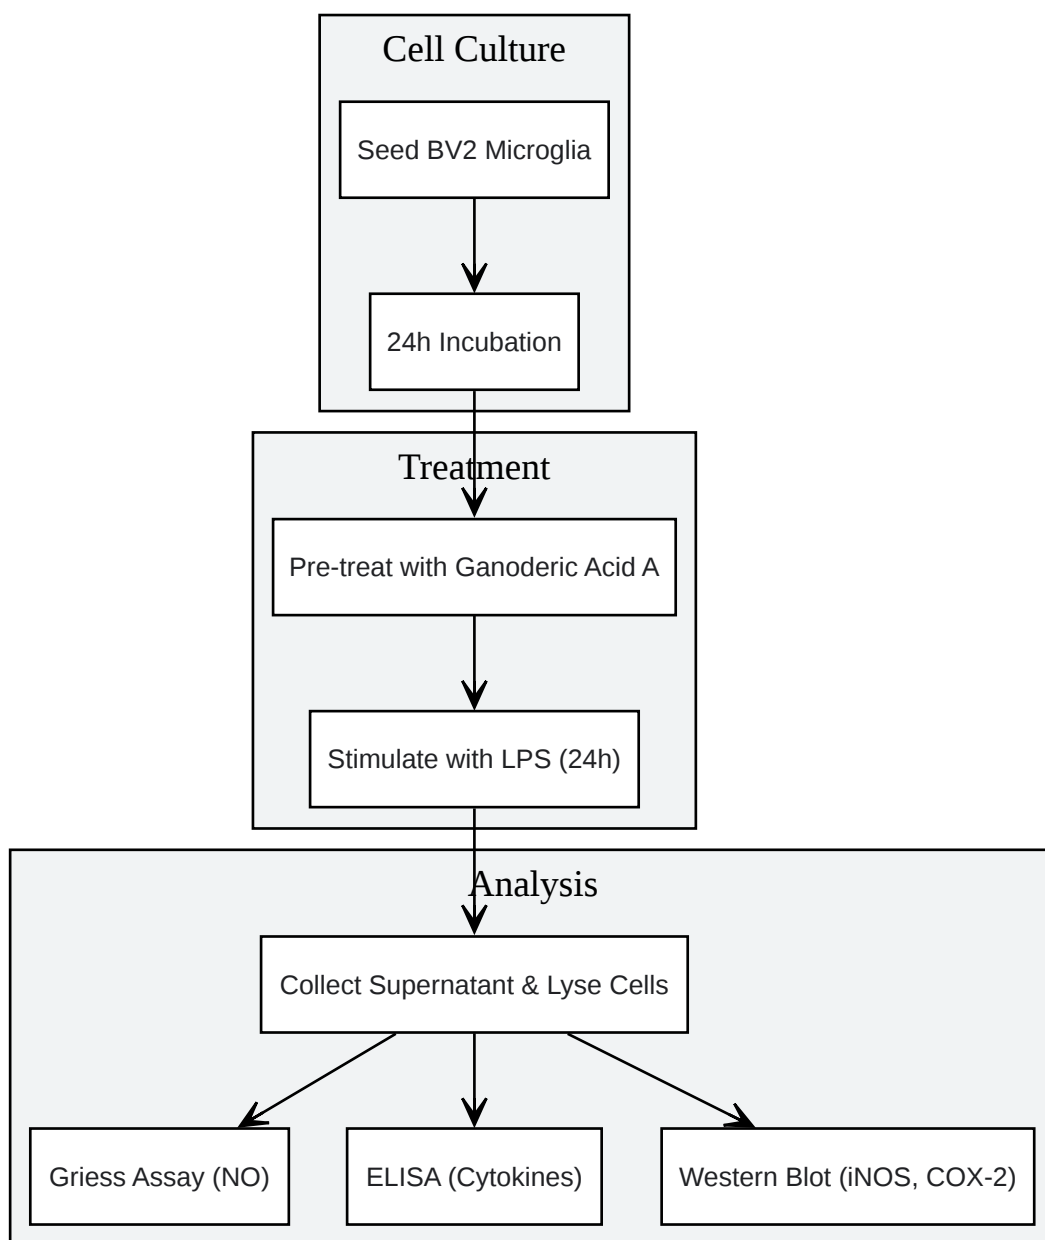 Cell Culture
Seed BV2 Microglia
24h Incubation
Treatment
Pre-treat with Ganoderic Acid A
Stimulate with LPS (24h)
Analysis
Collect Supernatant & Lyse Cells
Griess Assay (NO)
ELISA (Cytokines)
Western Blot (iNOS, COX-2)